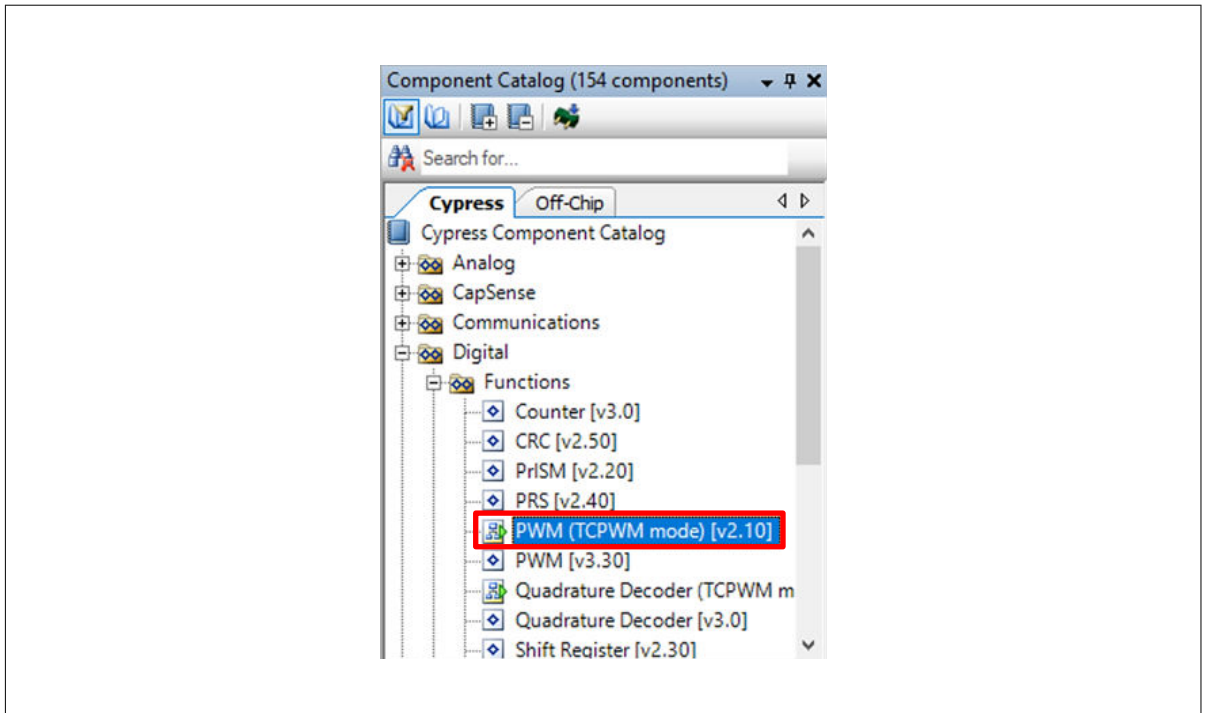 Component Catalog (154 components)
Search for...
Cypress Off-Chip
Cypress Component Catalog
Analog
CapSense
Communications
Digital
Functions
Counter [v3.0]
CRC [v2.50]
PrISM [v2.20]
PRS [v2.40]
PWM (TCPWM mode) [v2.10]
PWM [v3.30]
Quadrature Decoder (TCPWM m
Quadrature Decoder [v3.0]
Shift Register [v2.30]